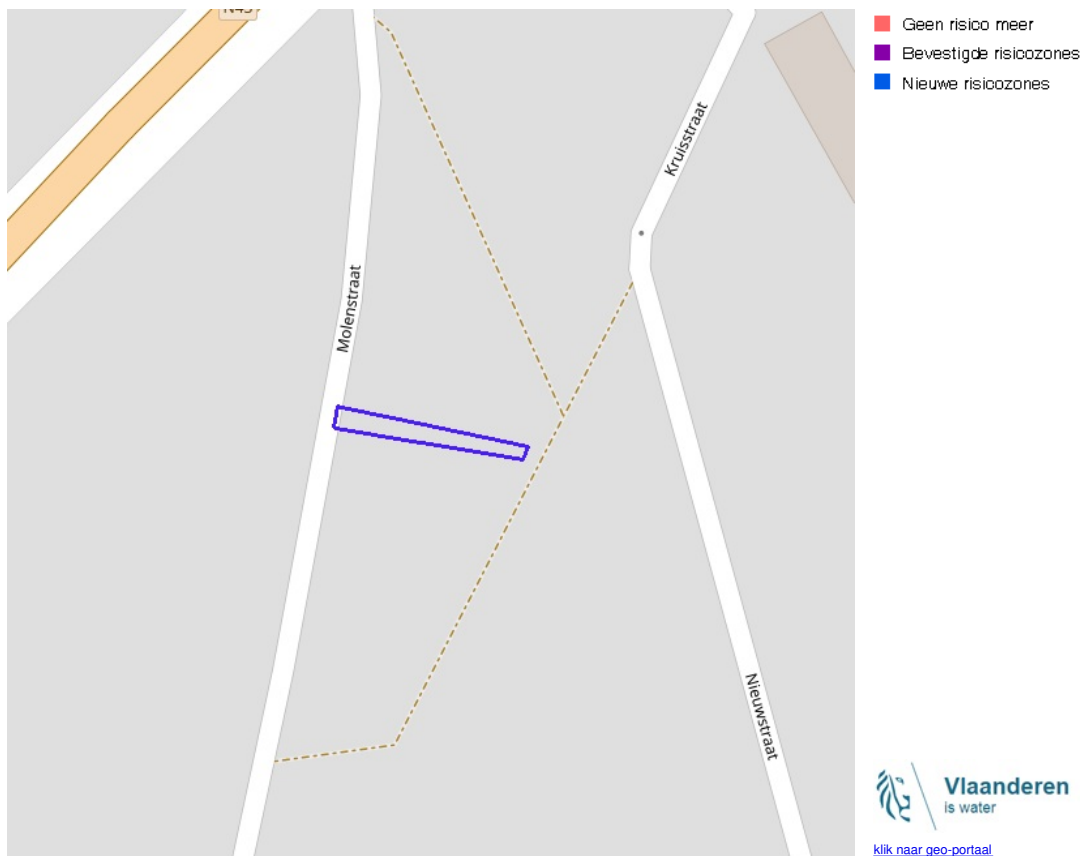 Geen risico meer
Bevestigde risicozones
Nieuwe risicozones
Kruisstraat
Molenstraat
Nieuwstraat
Vlaanderen
is water
klik naar geo-portaal